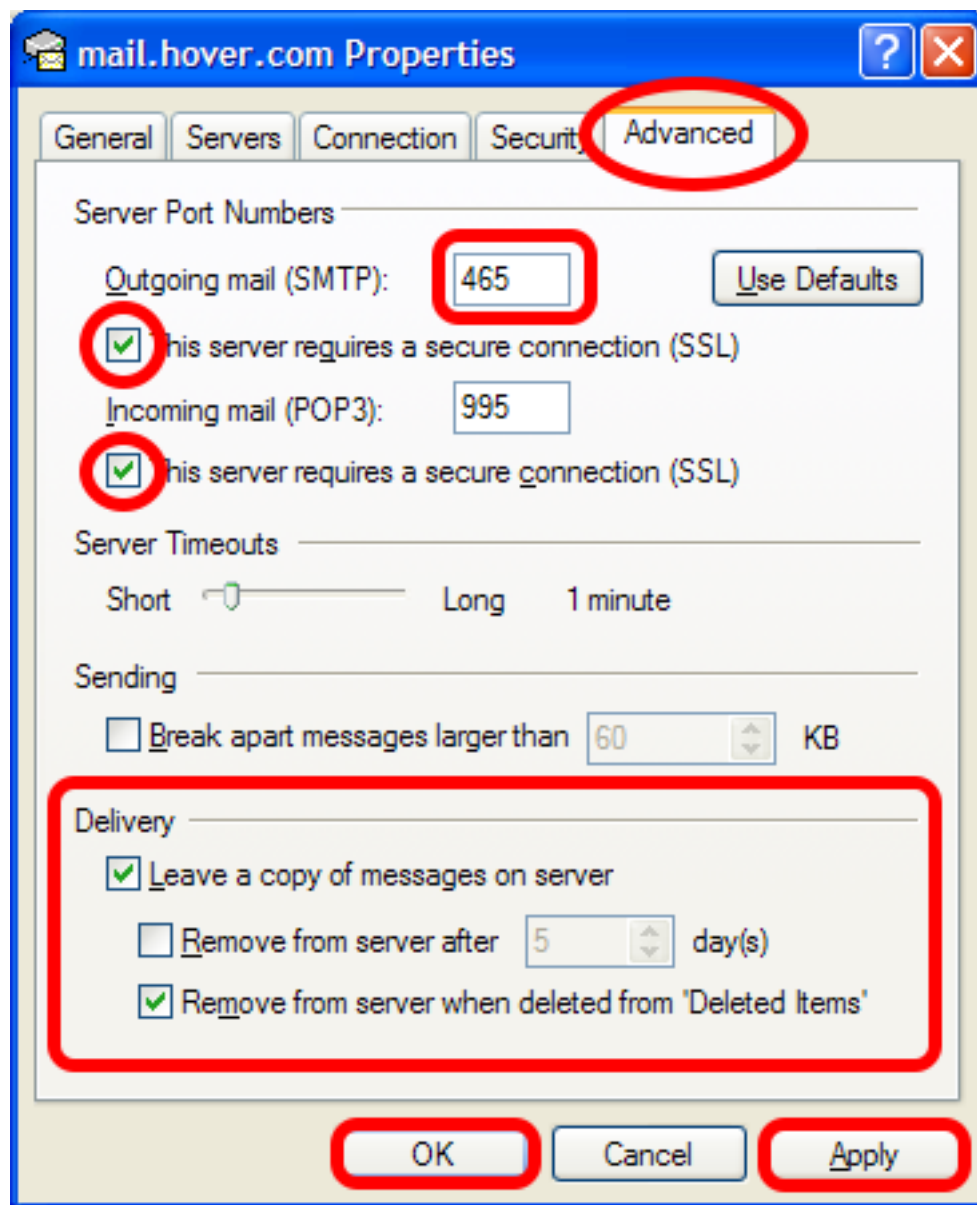 mail.hover.com Properties
General Servers Connection Security Advanced
Server Port Numbers
Outgoing mail (SMTP): 465 Use Defaults
This server requires a secure connection (SSL)
Incoming mail (POP3): 995
This server requires a secure connection (SSL)
Server Timeouts
Short Long 1 minute
Sending
Break apart messages larger than 60 KB
Delivery
Leave a copy of messages on server
Remove from server after 5 day(s)
Remove from server when deleted from 'Deleted Items'
OK Cancel Apply